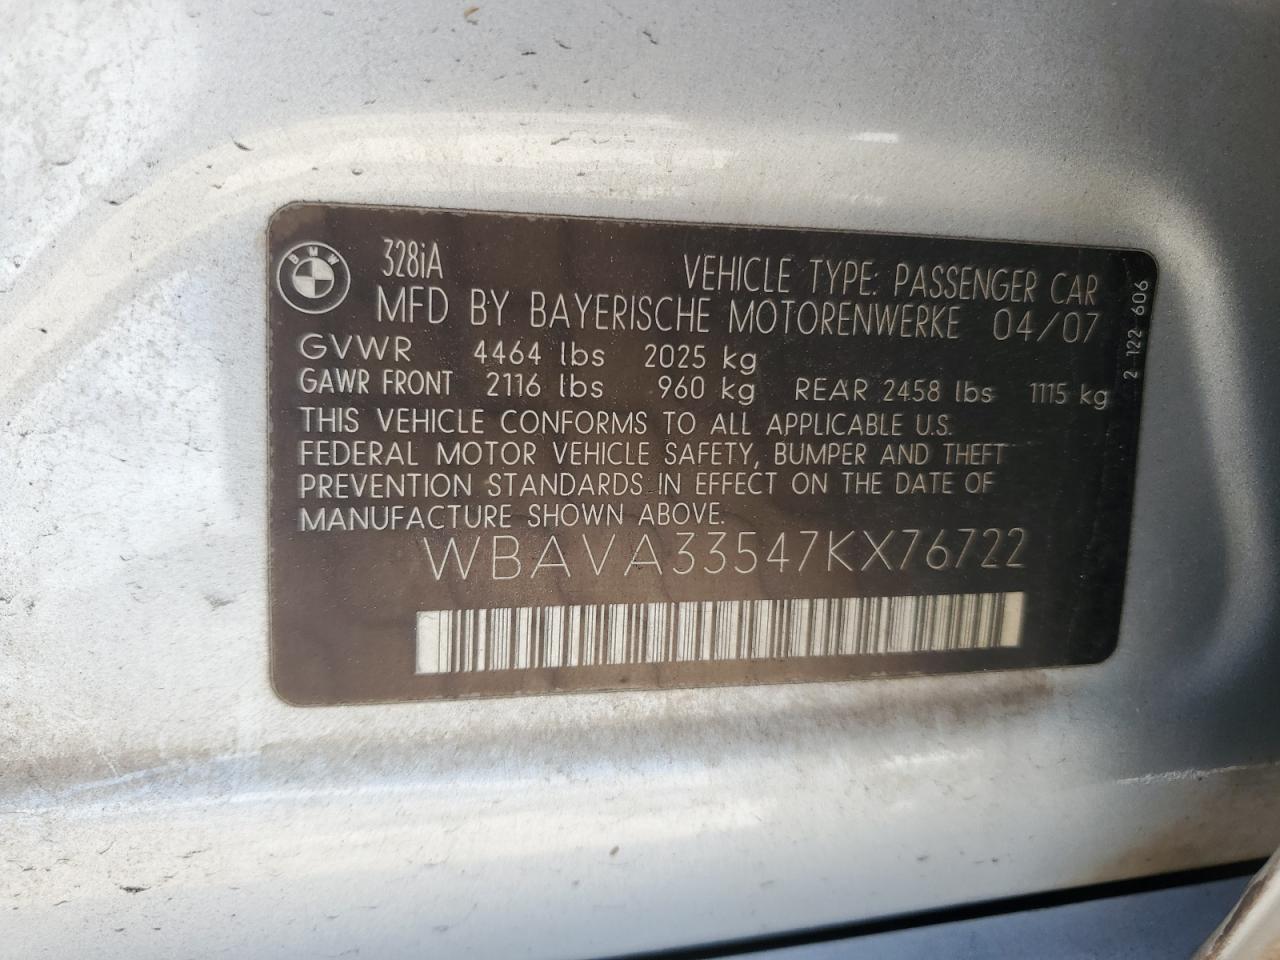 BMW
328iA
VEHICLE TYPE: PASSENGER CAR
MFD BY BAYERISCHE MOTORENWERKE 04/07
GVWR 4464 lbs 2025 kg
GAWR FRONT 2116 lbs 960 kg REAR 2458 lbs 1115 kg
THIS VEHICLE CONFORMS TO ALL APPLICABLE U.S.
FEDERAL MOTOR VEHICLE SAFETY, BUMPER AND THEFT
PREVENTION STANDARDS IN EFFECT ON THE DATE OF
MANUFACTURE SHOWN ABOVE.
WBAVA33547KX76722
2-122 606